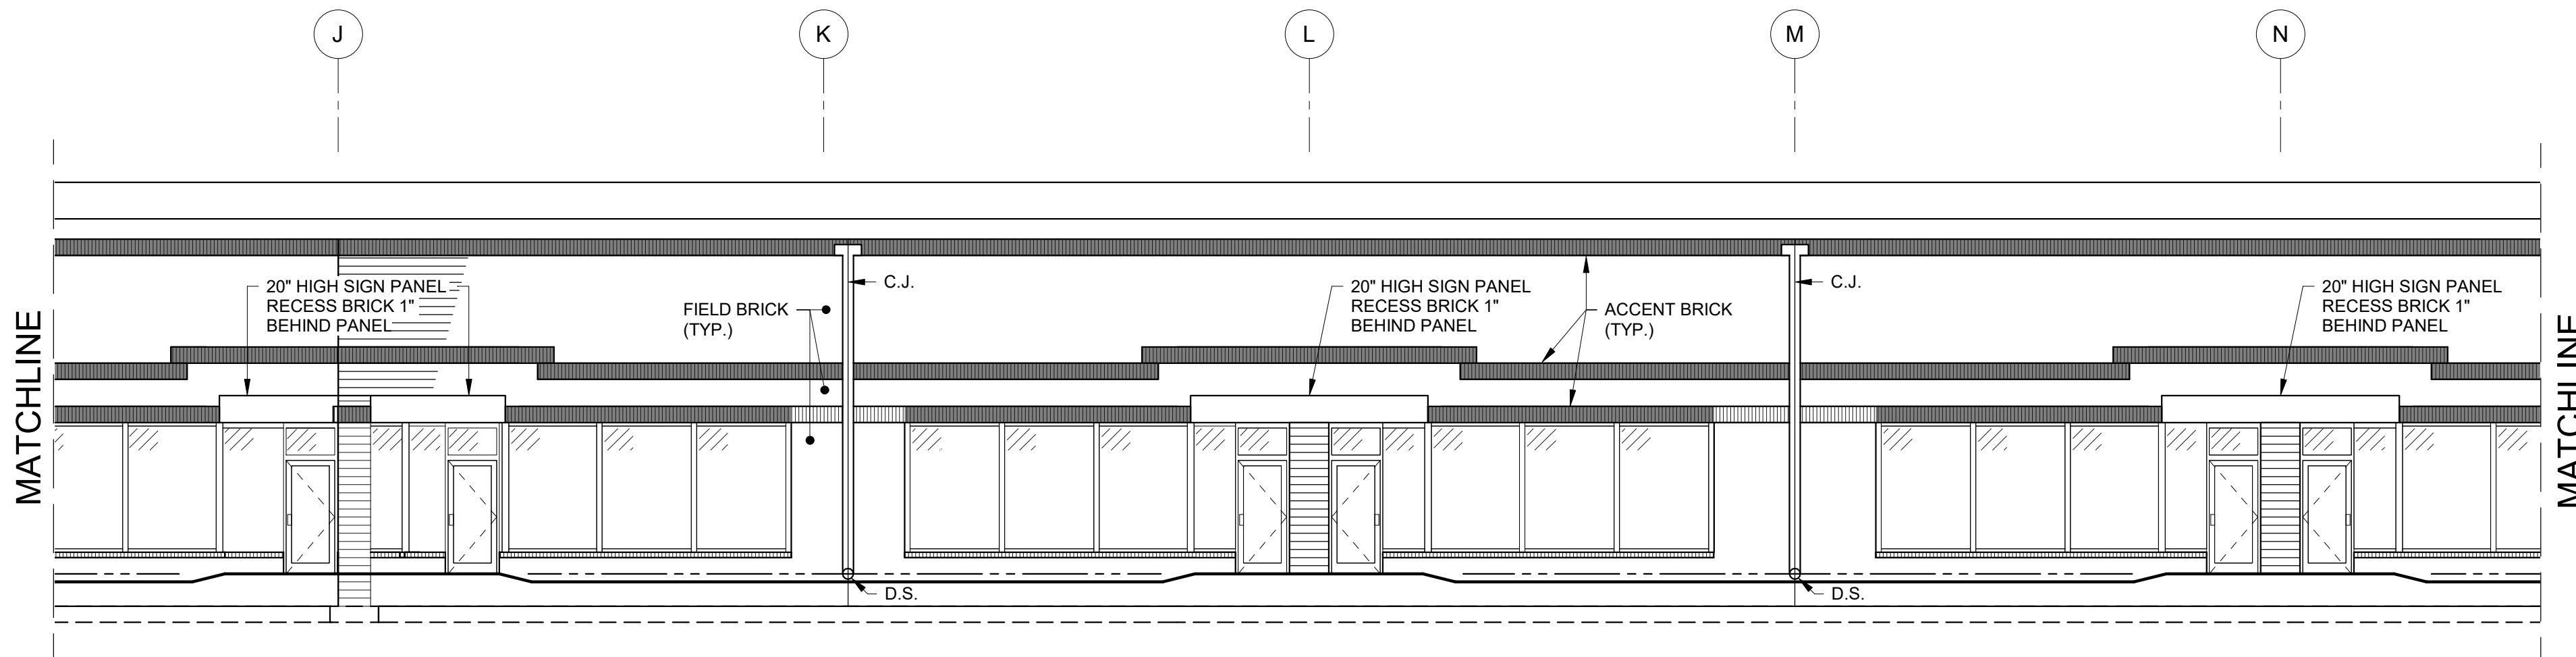 J
K
L
M
N
MATCHLINE
20" HIGH SIGN PANEL
RECESS BRICK 1"
BEHIND PANEL
FIELD BRICK
(TYP.)
C.J.
20" HIGH SIGN PANEL
RECESS BRICK 1"
BEHIND PANEL
ACCENT BRICK
(TYP.)
C.J.
20" HIGH SIGN PANEL
RECESS BRICK 1"
BEHIND PANEL
MATCHLINE
D.S.
D.S.